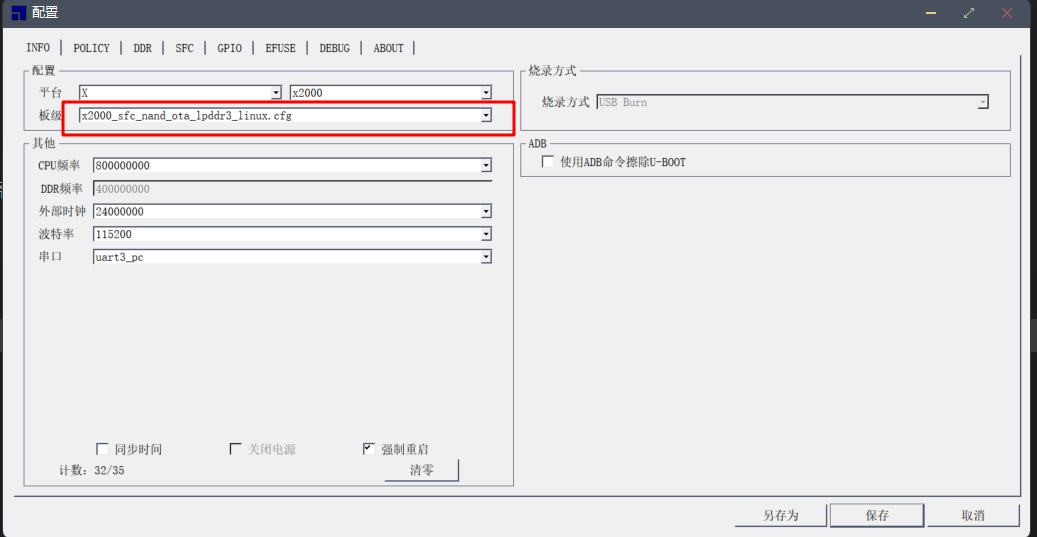 配置
INFO | POLICY | DDR | SFC | GPIO | EFUSE | DEBUG | ABOUT |
配置
平台 X x2000
板级 x2000_sfc_nand_ota_lpddr3_linux.cfg
其他
CPU频率 800000000
DDR频率 400000000
外部时钟 24000000
波特率 115200
串口 uart3_pc
同步时间 关闭电源 强制重启
计数: 32/35 清零
烧录方式
烧录方式 USB Burn
ADB
使用ADB命令擦除U-BOOT
另存为 保存 取消